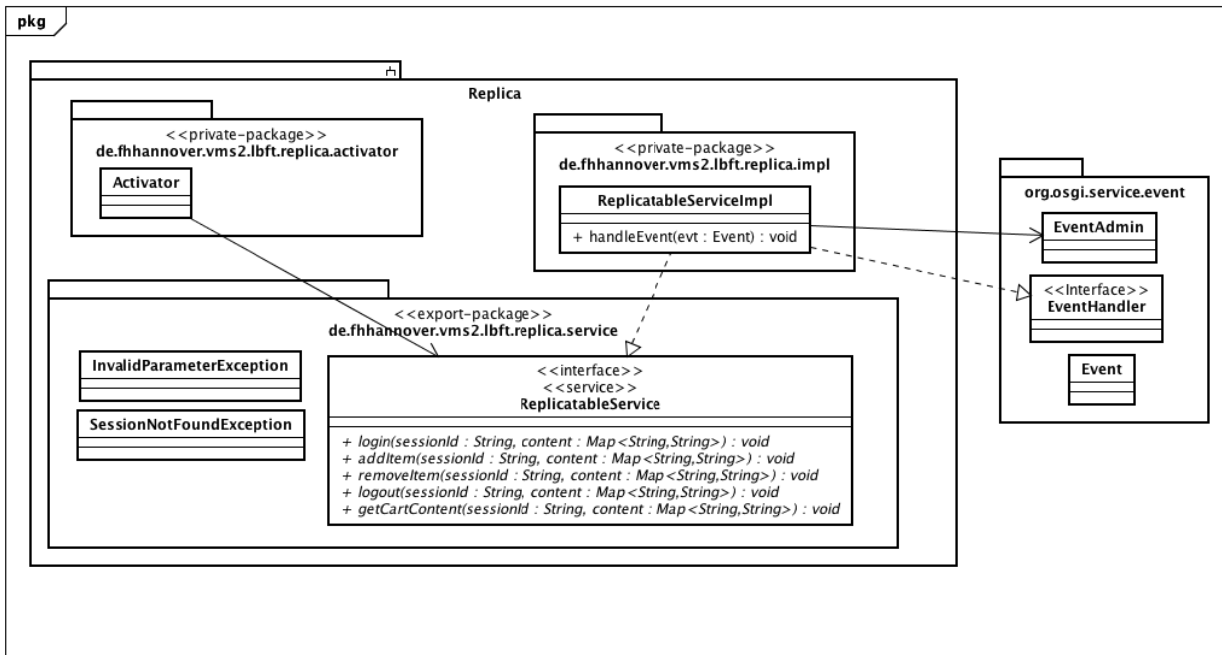 pkg
Replica
<<private-package>>
de.fhhannover.vms2.lbft.replica.activator
Activator
<<private-package>>
de.fhhannover.vms2.lbft.replica.impl
ReplicatableServiceImpl
+ handleEvent(evt : Event) : void
org.osgi.service.event
EventAdmin
<<Interface>>
EventHandler
Event
<<export-package>>
de.fhhannover.vms2.lbft.replica.service
InvalidParameterException
SessionNotFoundException
<<interface>>
<<service>>
ReplicatableService
+ login(sessionId : String, content : Map<String,String>) : void
+ addItem(sessionId : String, content : Map<String,String>) : void
+ removeItem(sessionId : String, content : Map<String,String>) : void
+ logout(sessionId : String, content : Map<String,String>) : void
+ getCartContent(sessionId : String, content : Map<String,String>) : void